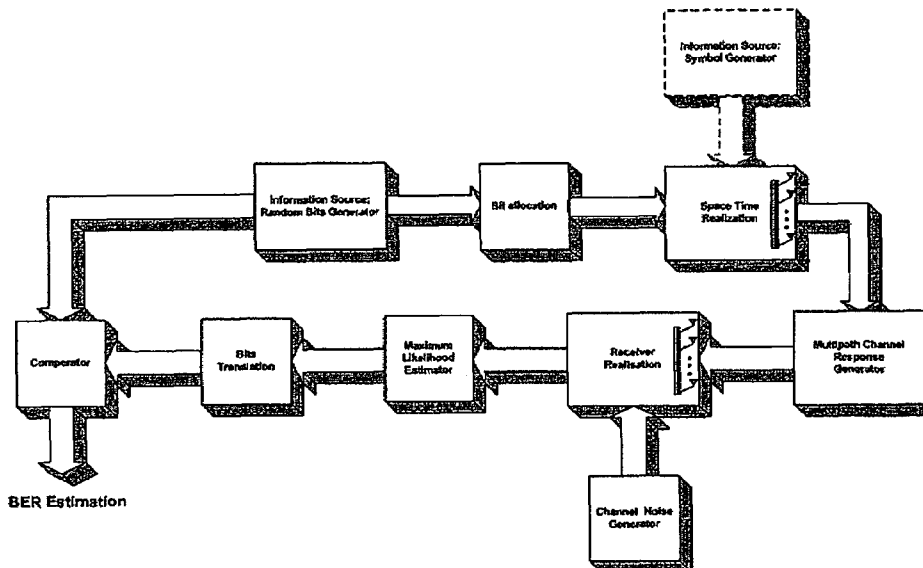 Information Source:
Symbol Generator
Information Source:
Random Bits Generator
Bit allocation
Space Time
Realization
Comperator
Bits
Translation
Maximum
Likelihood
Estimator
Receiver
Realisation
Multipath Channel
Response
Generator
BER Estimation
Channel Noise
Generator